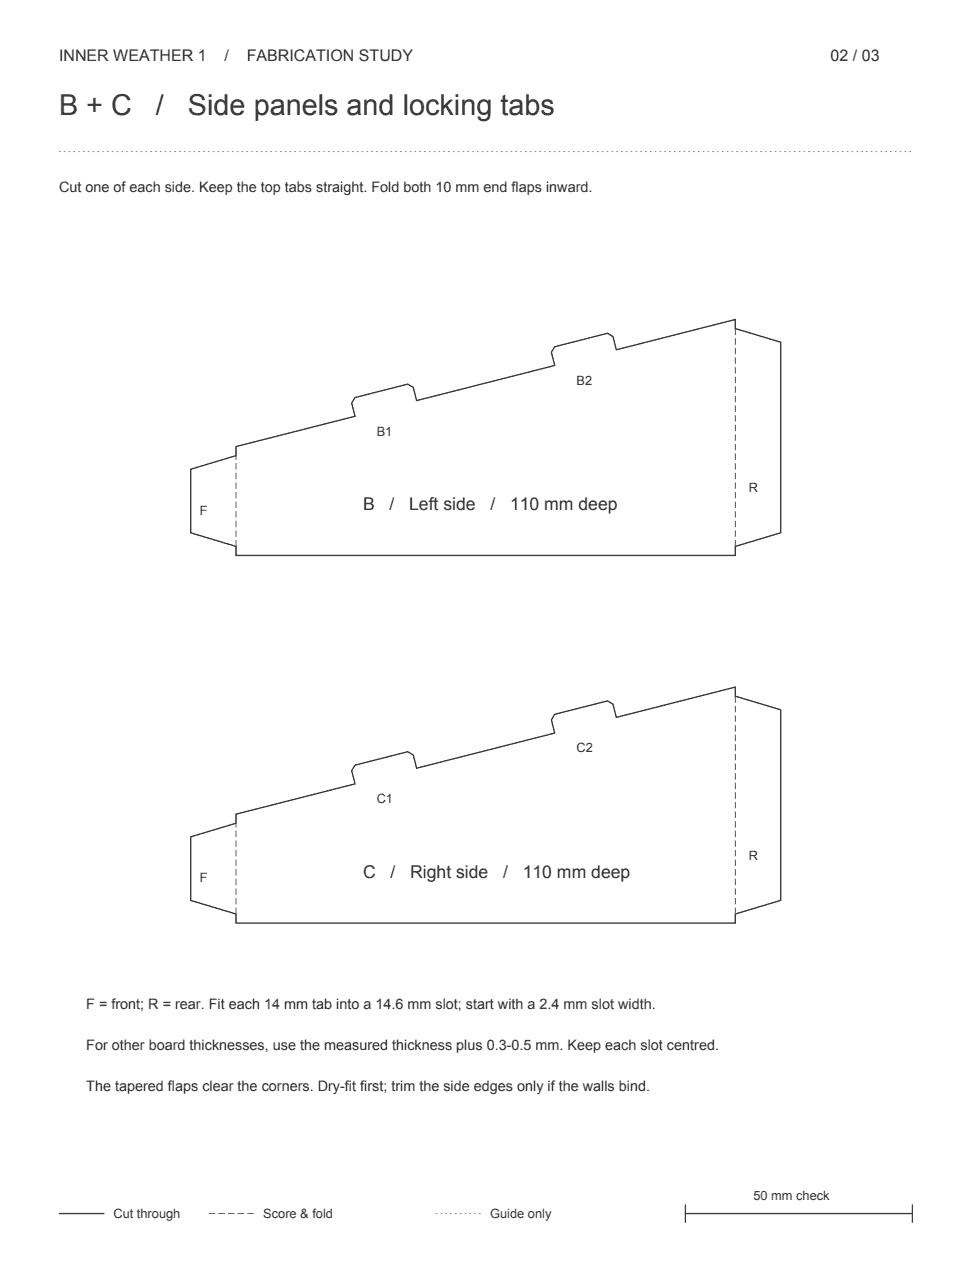 INNER WEATHER 1 / FABRICATION STUDY 02 / 03
B + C / Side panels and locking tabs
Cut one of each side. Keep the top tabs straight. Fold both 10 mm end flaps inward.
B2
B1
R
B / Left side / 110 mm deep
F
C2
C1
R
C / Right side / 110 mm deep
F
F = front; R = rear. Fit each 14 mm tab into a 14.6 mm slot; start with a 2.4 mm slot width.
For other board thicknesses, use the measured thickness plus 0.3-0.5 mm. Keep each slot centred.
The tapered flaps clear the corners. Dry-fit first; trim the side edges only if the walls bind.
50 mm check
Cut through Score & fold Guide only